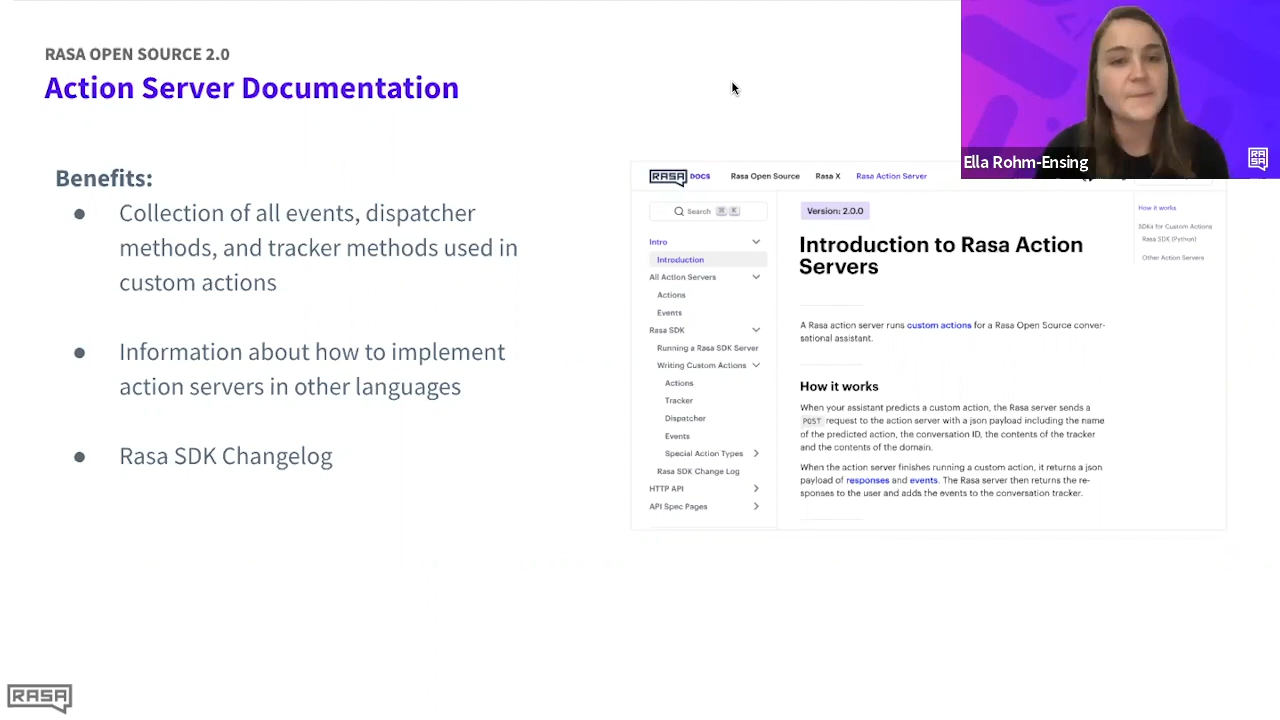 RASA OPEN SOURCE 2.0
Action Server Documentation
Benefits:
● Collection of all events, dispatcher
methods, and tracker methods used in
custom actions
● Information about how to implement
action servers in other languages
● Rasa SDK Changelog
Ella Rohm-Ensing
RASA
RASA DOCS
Rasa Open Source
Rasa X
Rasa Action Server
Search ⌘ K
Intro
Introduction
All Action Servers
Actions
Events
Rasa SDK
Running a Rasa SDK Server
Writing Custom Actions
Actions
Tracker
Dispatcher
Events
Special Action Types
Rasa SDK Change Log
HTTP API
API Spec Pages
Version: 2.0.0
Introduction to Rasa Action
Servers
A Rasa action server runs custom actions for a Rasa Open Source conver-
sational assistant.
How it works
When your assistant predicts a custom action, the Rasa server sends a
POST request to the action server with a json payload including the name
of the predicted action, the conversation ID, the contents of the tracker
and the contents of the domain.
When the action server finishes running a custom action, it returns a json
payload of responses and events. The Rasa server then returns the re-
sponses to the user and adds the events to the conversation tracker.
How it works
SDKs for Custom Actions
Rasa SDK (Python)
Other Action Servers
RASA